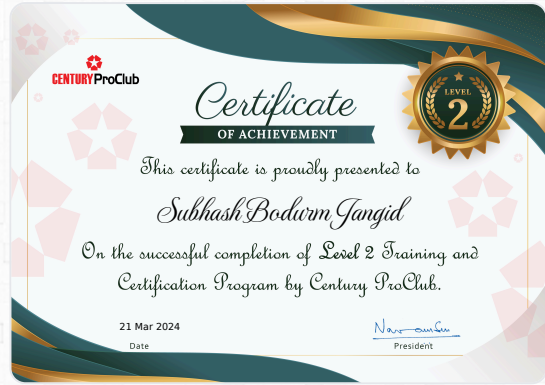 CENTURY ProClub
Certificate
OF ACHIEVEMENT
LEVEL
2
This certificate is proudly presented to
Subhash Bodurm Jangid
On the successful completion of Level 2 Training and
Certification Program by Century ProClub.
21 Mar 2024
Date
President